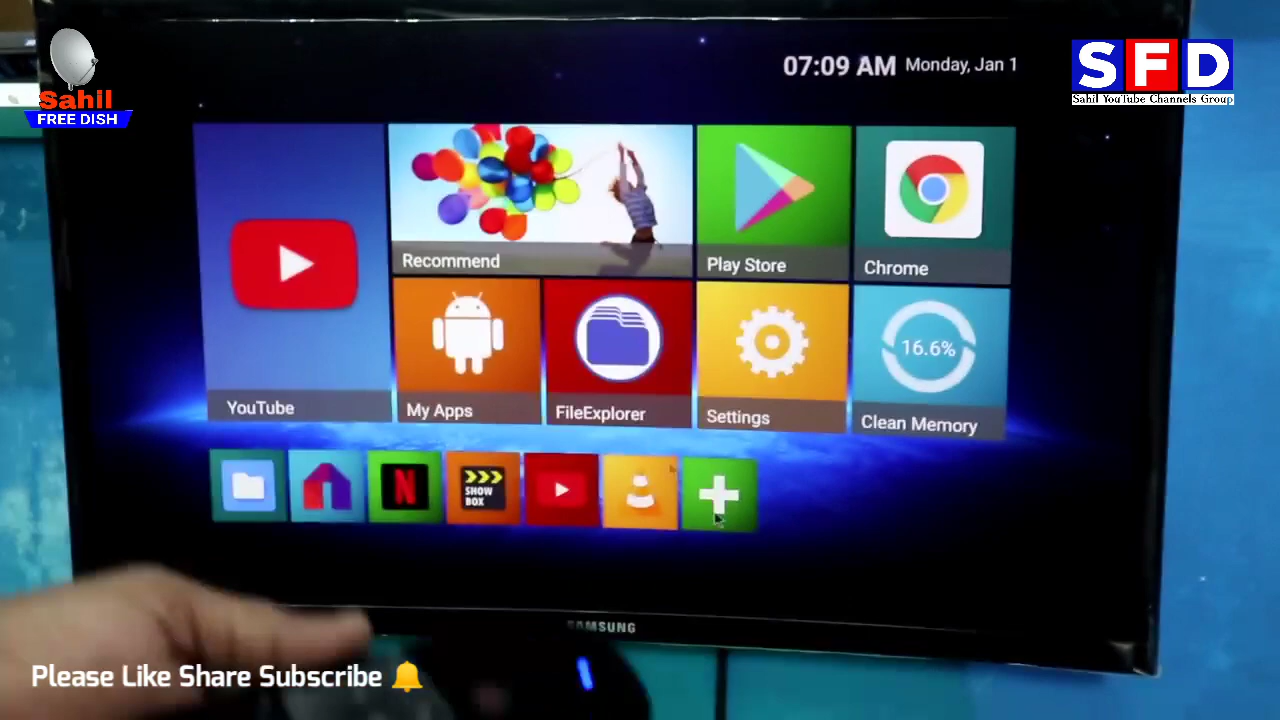 Sahil
FREE DISH
SFD
Sahil YouTube Channels Group
07:09 AM Monday, Jan 1
Recommend
Play Store
Chrome
16.6%
YouTube
My Apps
FileExplorer
Settings
Clean Memory
N
SHOW
BOX
SAMSUNG
Please Like Share Subscribe